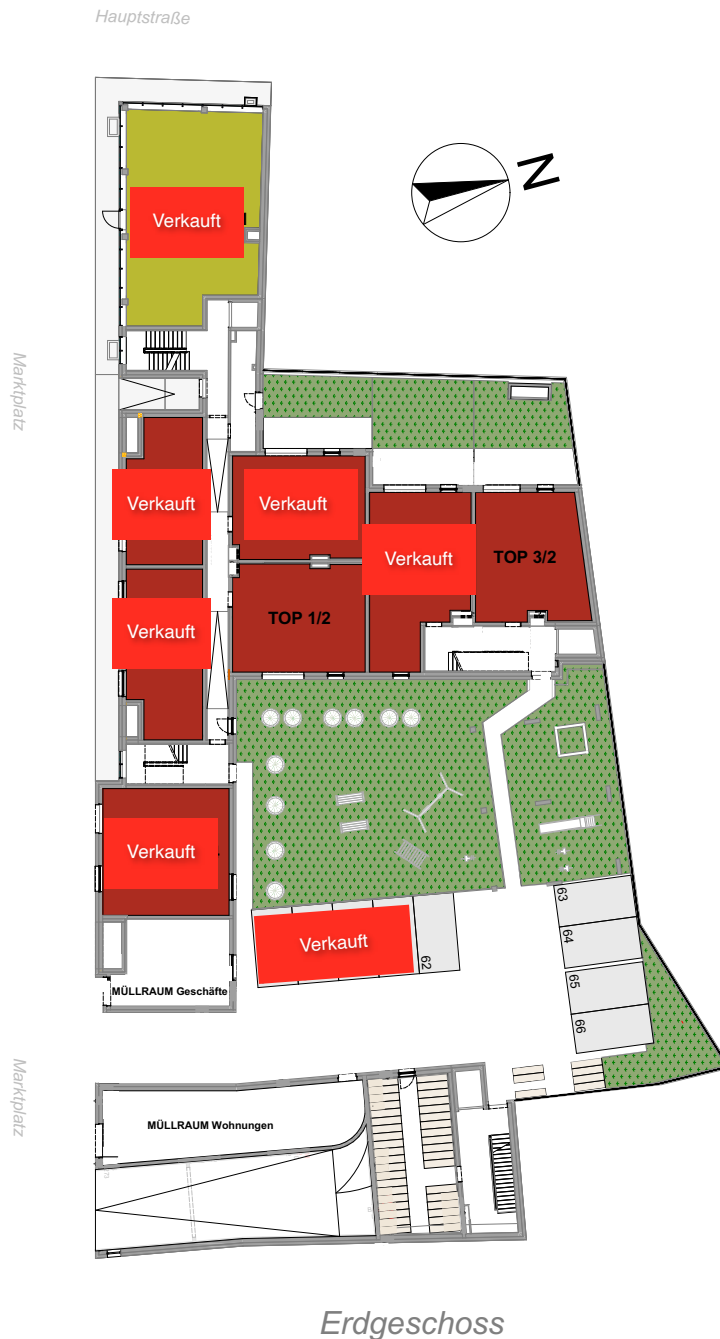 Hauptstraße
N
Verkauft
Marktplatz
Verkauft
Verkauft
Verkauft
TOP 3/2
Verkauft
TOP 1/2
Verkauft
63
64
Verkauft
62
65
66
MÜLLRAUM Geschäfte
Marktplatz
MÜLLRAUM Wohnungen
Erdgeschoss